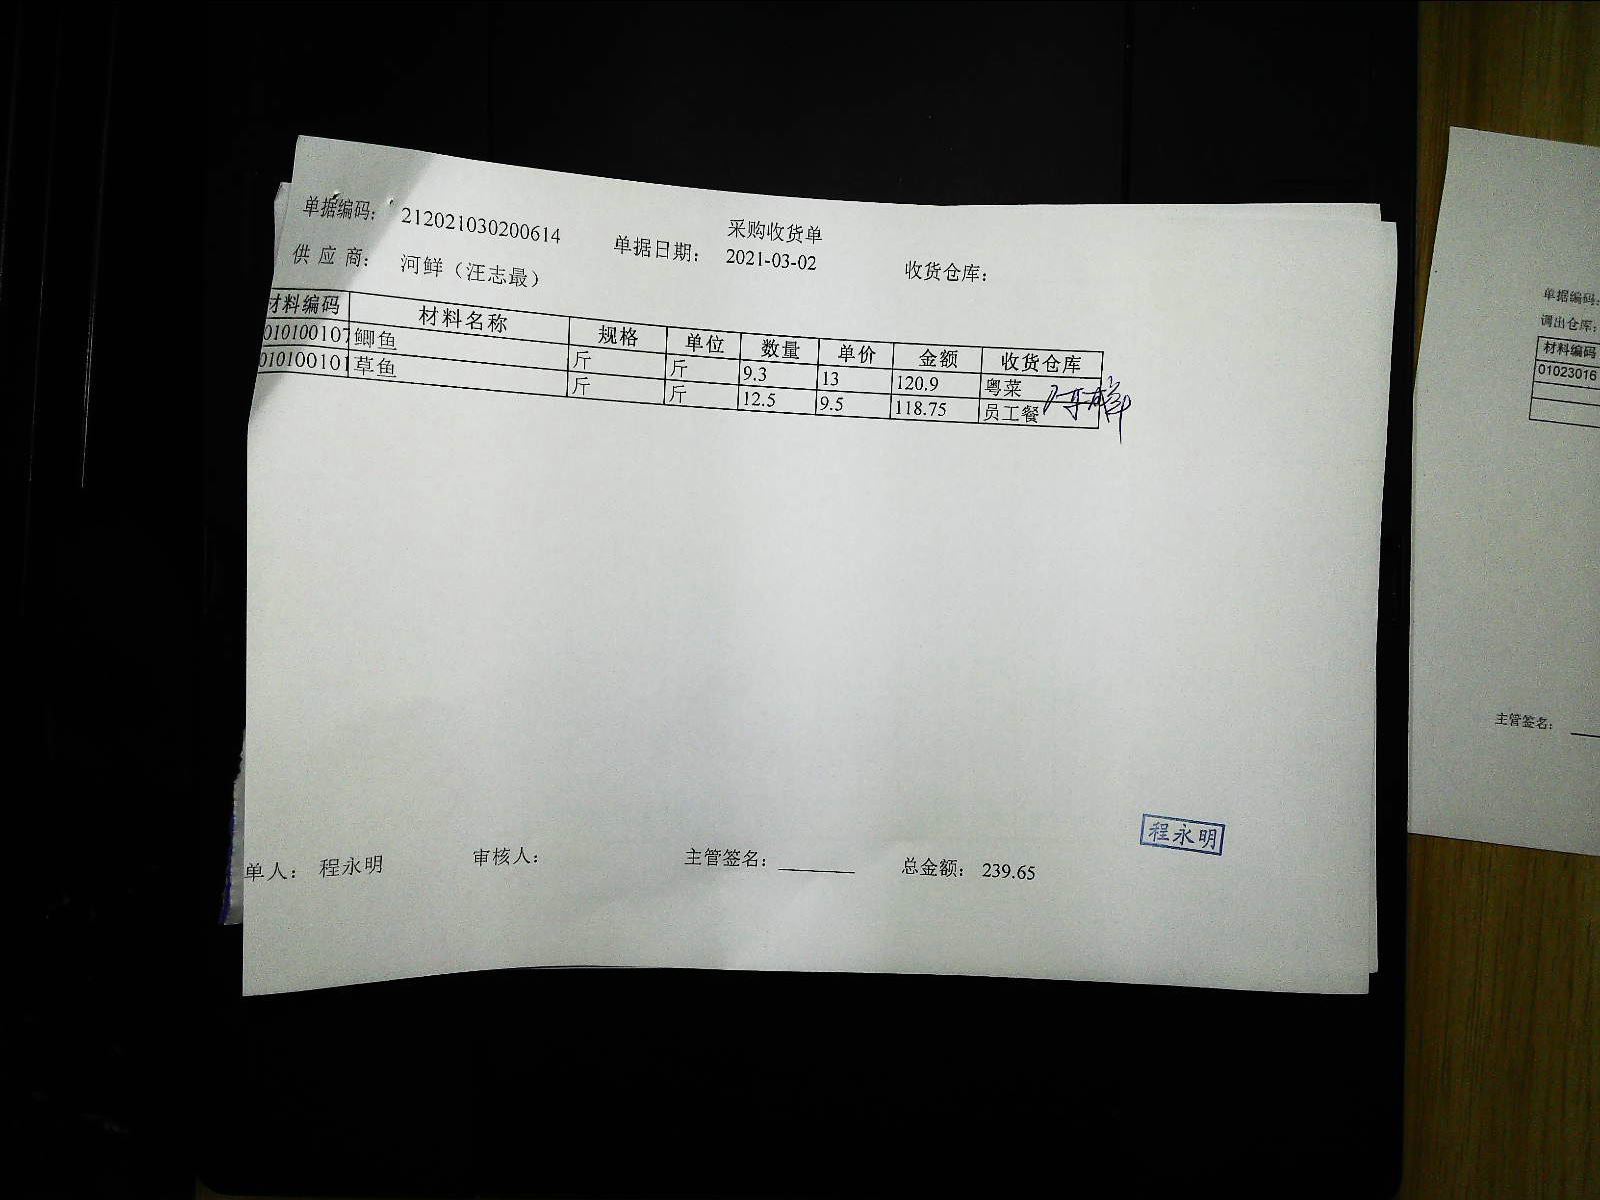 采购收货单
单据编码： 212021030200614 单据日期： 2021-03-02 收货仓库：
供 应 商： 河鲜（汪志最）
材料编码 材料名称 规格 单位 数量 单价 金额 收货仓库
010100107 鲫鱼 斤 斤 9.3 13 120.9 粤菜
010100101 草鱼 斤 斤 12.5 9.5 118.75 员工餐
程永明
单人： 程永明 审核人： 主管签名： 总金额： 239.65
单据编码：
调出仓库：
材料编码
01023016
主管签名：